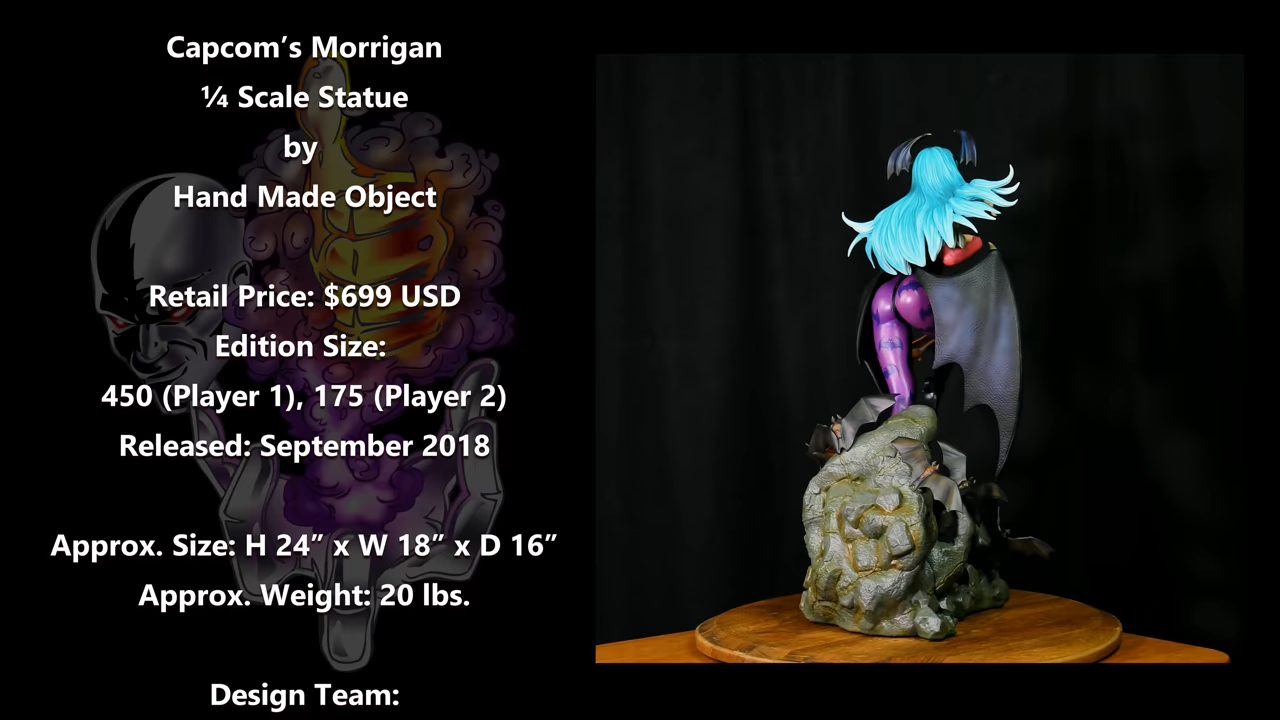 Capcom’s Morrigan
¼ Scale Statue
by
Hand Made Object
Retail Price: $699 USD
Edition Size:
450 (Player 1), 175 (Player 2)
Released: September 2018
Approx. Size: H 24” x W 18” x D 16”
Approx. Weight: 20 lbs.
Design Team: